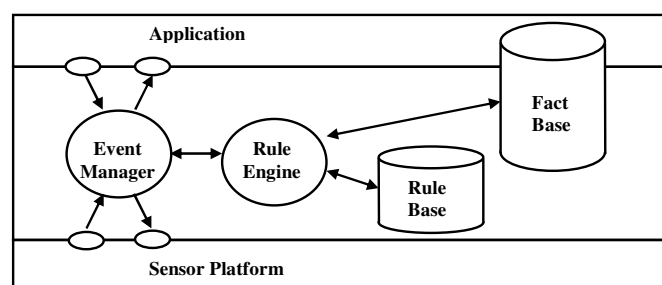 Application
Event
Manager
Rule
Engine
Fact
Base
Rule
Base
Sensor Platform